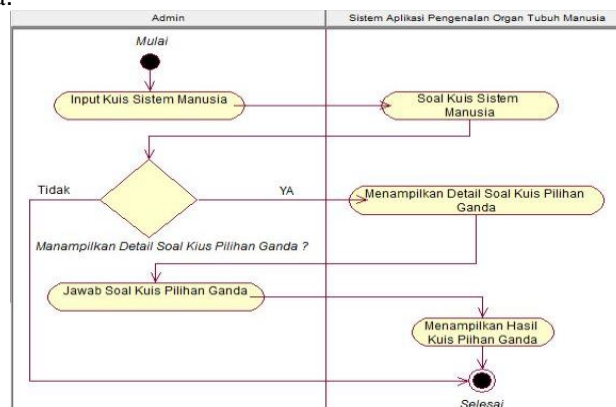 Admin
Sistem Aplikasi Pengenalan Organ Tubuh Manusia
Mulai
Input Kuis Sistem Manusia
Soal Kuis Sistem
Manusia
Tidak
YA
Menampilkan Detail Soal Kuis Pilihan
Ganda
Manampilkan Detail Soal Kius Pilihan Ganda ?
Jawab Soal Kuis Pilihan Ganda
Menampilkan Hasil
Kuis Piihan Ganda
Selesai